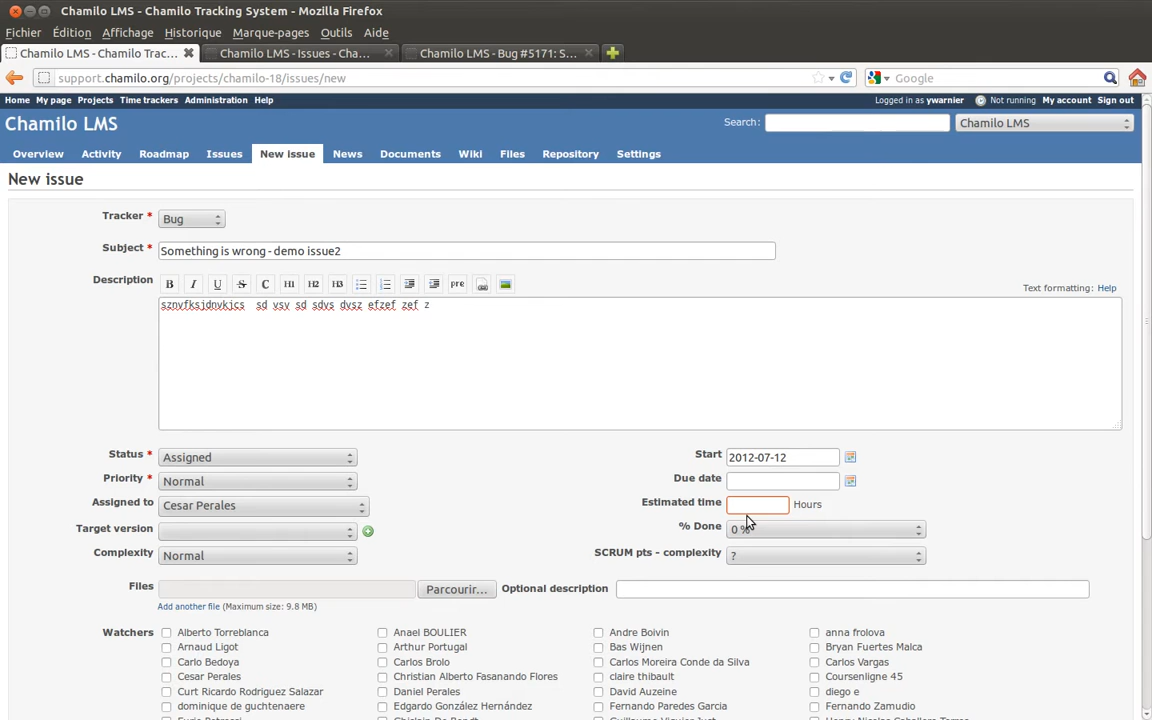 Chamilo LMS - Chamilo Tracking System - Mozilla Firefox
Fichier Édition Affichage Historique Marque-pages Outils Aide
Chamilo LMS - Chamilo Trac... Chamilo LMS - Issues - Cha... Chamilo LMS - Bug #5171: S...
support.chamilo.org/projects/chamilo-18/issues/new Google
Home My page Projects Time trackers Administration Help Logged in as ywarnier Not running My account Sign out
Chamilo LMS Search: Chamilo LMS
Overview Activity Roadmap Issues New issue News Documents Wiki Files Repository Settings
New issue
Tracker * Bug
Subject * Something is wrong - demo issue2
Description B I U S C H1 H2 H3 pre Text formatting: Help
sznvfksjdnvkjcs sd vsv sd sdvs dvsz efzef zef z
Status * Assigned Start 2012-07-12
Priority * Normal Due date
Assigned to Cesar Perales Estimated time Hours
Target version % Done 0 %
Complexity Normal SCRUM pts - complexity ?
Files Parcourir... Optional description
Add another file (Maximum size: 9.8 MB)
Watchers Alberto Torreblanca Anael BOULIER Andre Boivin anna frolova
Arnaud Ligot Arthur Portugal Bas Wijnen Bryan Fuertes Malca
Carlo Bedoya Carlos Brolo Carlos Moreira Conde da Silva Carlos Vargas
Cesar Perales Christian Alberto Fasanando Flores claire thibault Coursenligne 45
Curt Ricardo Rodriguez Salazar Daniel Perales David Auzeine diego e
dominique de guchtenaere Edgardo González Hernández Fernando Paredes Garcia Fernando Zamudio